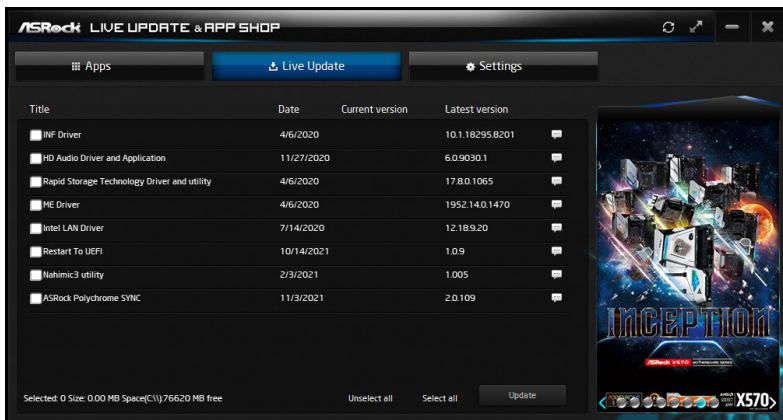 ASRock LIVE UPDATE & APP SHOP
Apps Live Update Settings
Title Date Current version Latest version
INF Driver 4/6/2020 10.1.18295.8201
HD Audio Driver and Application 11/27/2020 6.0.9030.1
Rapid Storage Technology Driver and utility 4/6/2020 17.8.0.1065
ME Driver 4/6/2020 1952.14.0.1470
Intel LAN Driver 7/14/2020 12.18.9.20
Restart To UEFI 10/14/2021 1.0.9
Nahimic3 utility 2/3/2021 1.005
ASRock Polychrome SYNC 11/3/2021 2.0.109
INCEPTION
ASRock X570 MOTHERBOARD SERIES
Selected: 0 Size: 0.00 MB Space(C:\\):76620 MB free Unselect all Select all Update
X570